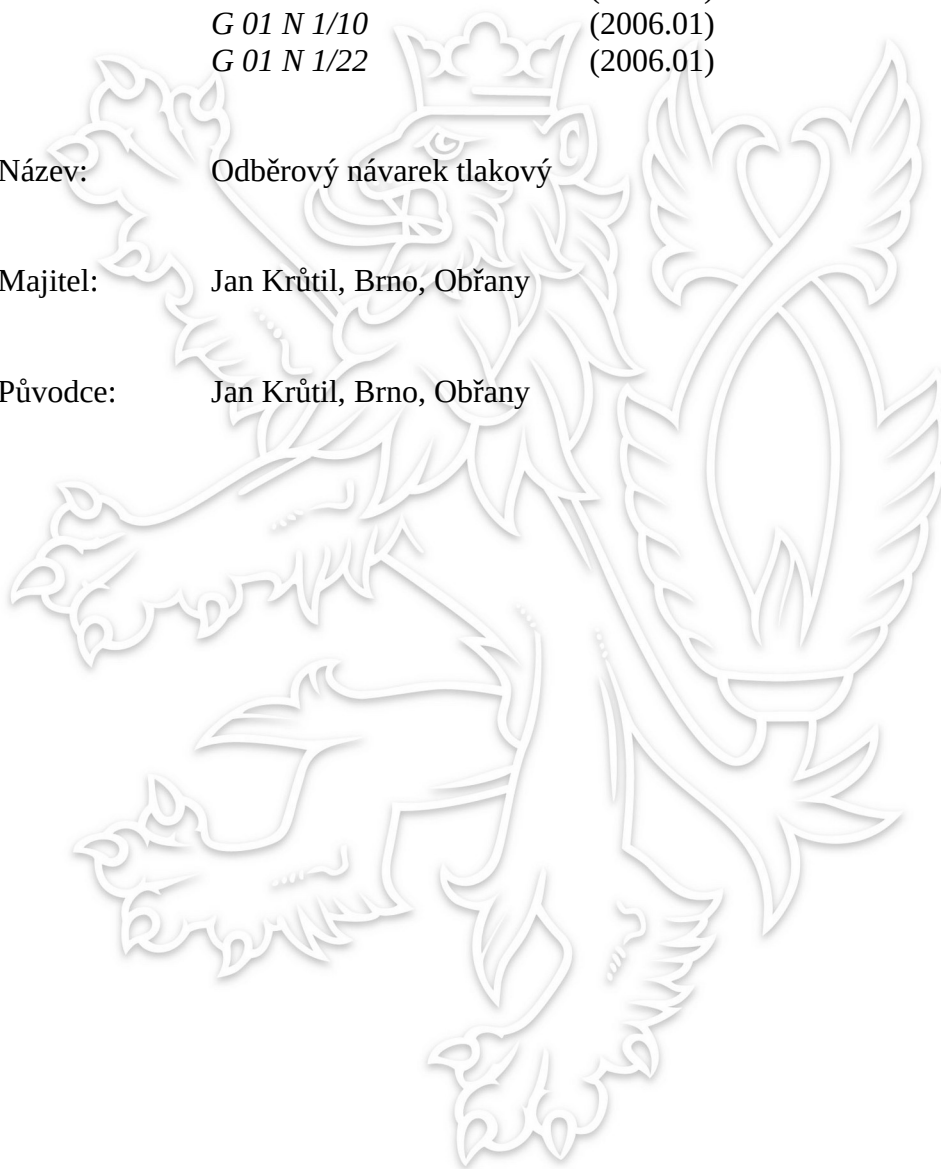 G 01 N 1/10 (2006.01)
G 01 N 1/22 (2006.01)
Název: Odběrový návarek tlakový
Majitel: Jan Krůtil, Brno, Obřany
Původce: Jan Krůtil, Brno, Obřany